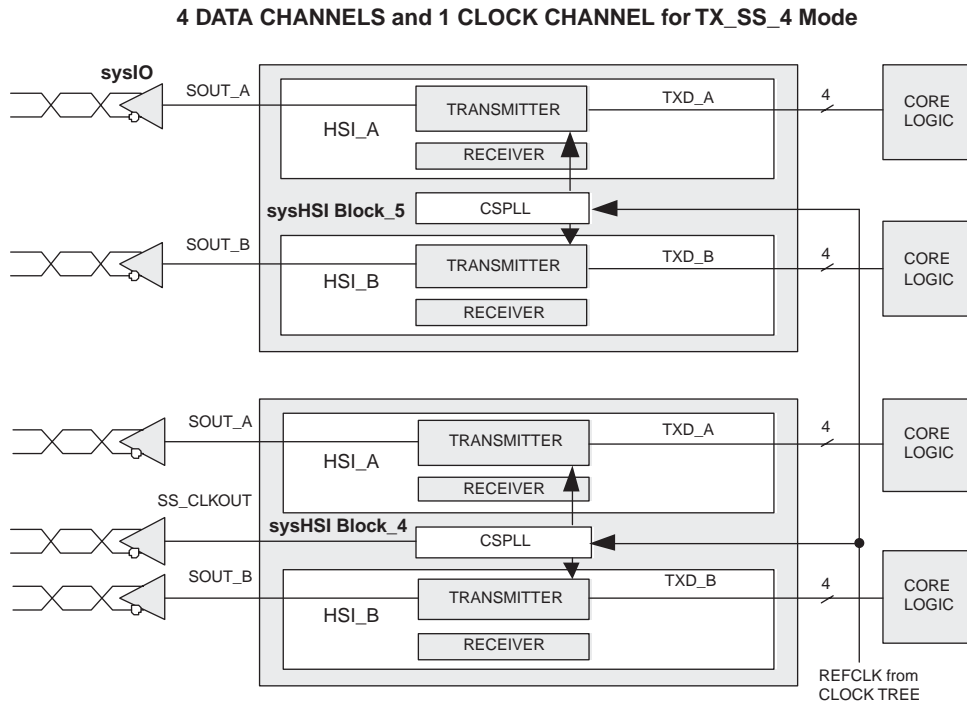 4 DATA CHANNELS and 1 CLOCK CHANNEL for TX_SS_4 Mode
sysIO
SOUT_A
HSI_A
TRANSMITTER
RECEIVER
TXD_A
4
CORE
LOGIC
sysHSI Block_5
CSPLL
SOUT_B
HSI_B
TRANSMITTER
RECEIVER
TXD_B
4
CORE
LOGIC
SOUT_A
HSI_A
TRANSMITTER
RECEIVER
TXD_A
4
CORE
LOGIC
SS_CLKOUT
sysHSI Block_4
CSPLL
SOUT_B
HSI_B
TRANSMITTER
RECEIVER
TXD_B
4
CORE
LOGIC
REFCLK from
CLOCK TREE